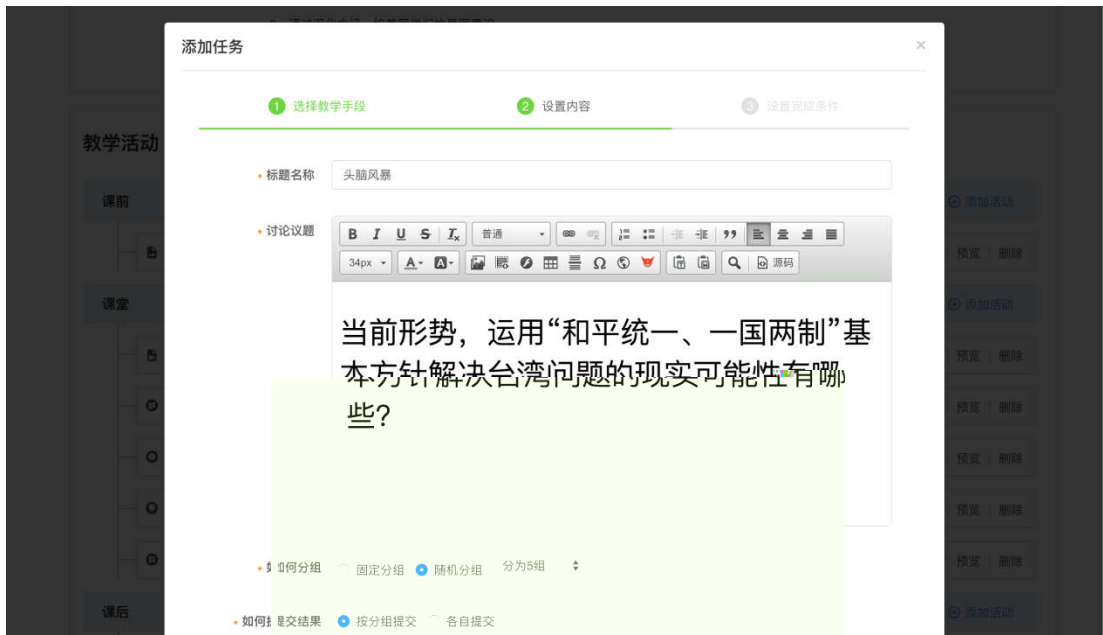 添加任务 ×
1 选择教学手段 2 设置内容 3 设置完成条件
教学活动
标题名称 头脑风暴
课前 添加活动
讨论议题
B I U S Ix 普通
34px A A Ω 源码
预览 删除
课堂 添加活动
当前形势，运用“和平统一、一国两制”基
本方针解决台湾问题的现实可能性有哪
些?
预览 删除
预览 删除
预览 删除
预览 删除
预览 删除
如何分组 固定分组 随机分组 分为5组
课后 添加活动
如何提交结果 按分组提交 各自提交